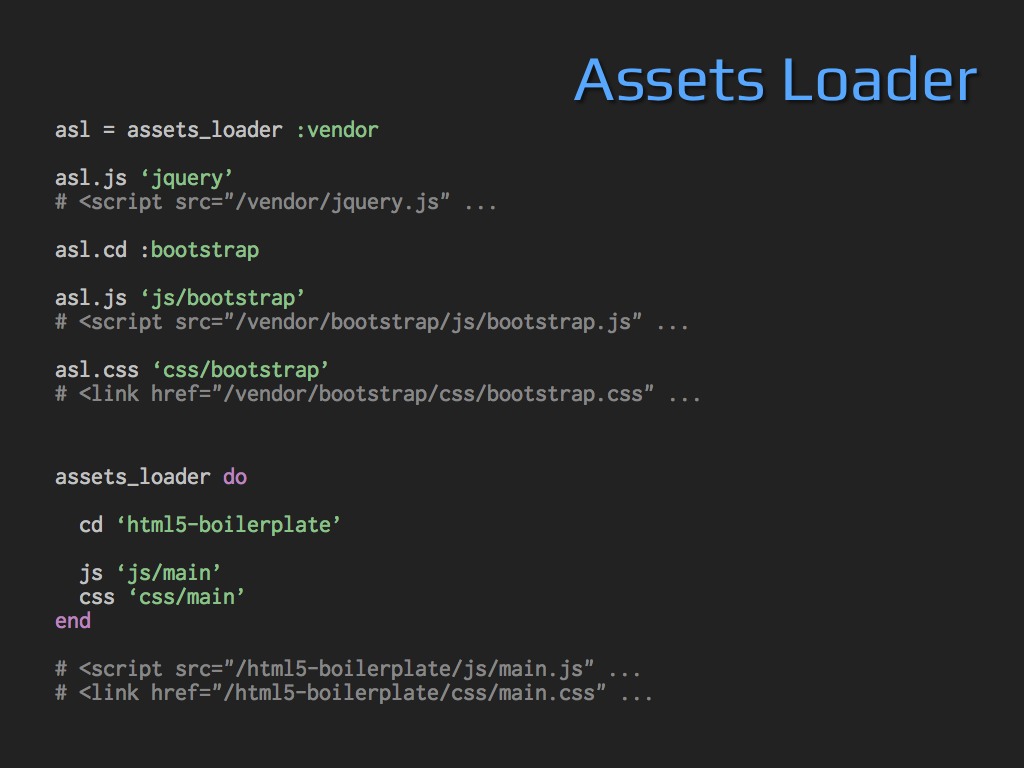 Assets Loader
asl = assets_loader :vendor
asl.js ‘jquery’
# <script src="/vendor/jquery.js" ...
asl.cd :bootstrap
asl.js ‘js/bootstrap’
# <script src="/vendor/bootstrap/js/bootstrap.js" ...
asl.css ‘css/bootstrap’
# <link href="/vendor/bootstrap/css/bootstrap.css" ...
assets_loader do
cd ‘html5-boilerplate’
js ‘js/main’
css ‘css/main’
end
# <script src="/html5-boilerplate/js/main.js" ...
# <link href="/html5-boilerplate/css/main.css" ...